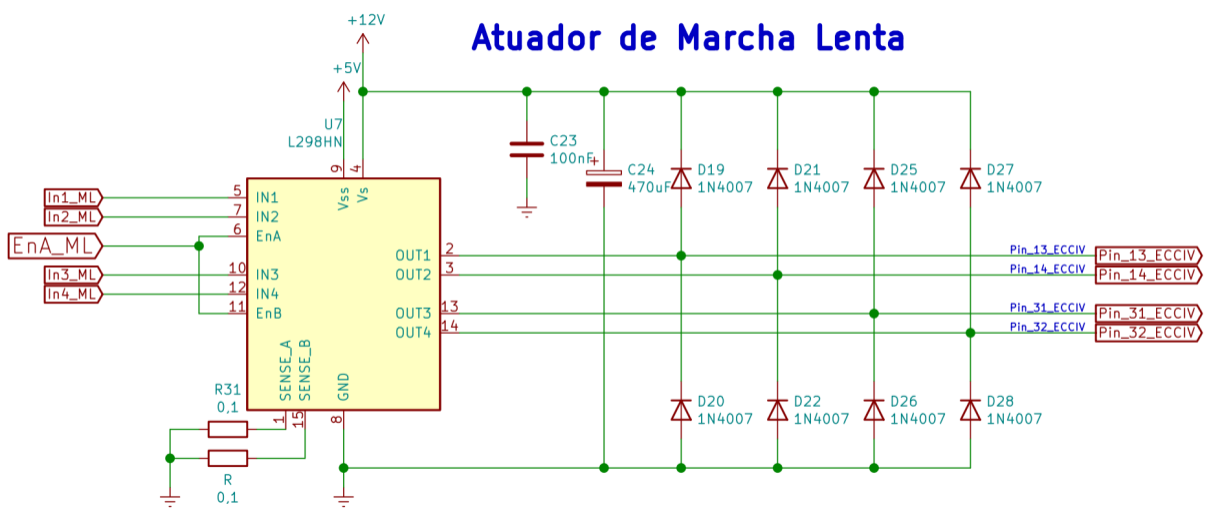 Atuador de Marcha Lenta
+12V
+5V
U7
L298HN
9
4
Vss
Vs
In1_ML
5
IN1
In2_ML
7
IN2
EnA_ML
6
EnA
In3_ML
10
IN3
In4_ML
12
IN4
11
EnB
OUT1
2
OUT2
3
OUT3
13
OUT4
14
SENSE_A
SENSE_B
GND
1
15
8
R31
0,1
R
0,1
C23
100nF
+
C24
470uF
D19
1N4007
D21
1N4007
D25
1N4007
D27
1N4007
Pin_13_ECCIV
Pin_13_ECCIV
Pin_14_ECCIV
Pin_14_ECCIV
Pin_31_ECCIV
Pin_31_ECCIV
Pin_32_ECCIV
Pin_32_ECCIV
D20
1N4007
D22
1N4007
D26
1N4007
D28
1N4007